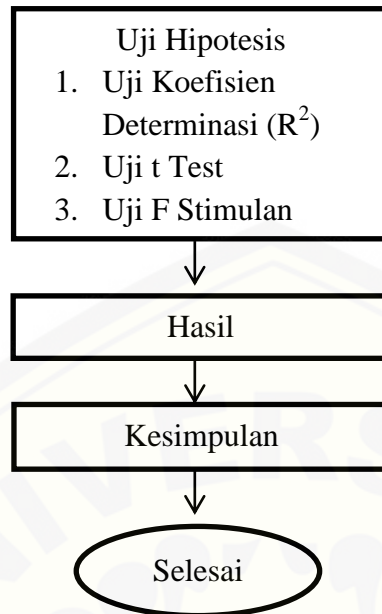 Uji Hipotesis
1. Uji Koefisien
Determinasi (R²)
2. Uji t Test
3. Uji F Stimulan
Hasil
Kesimpulan
Selesai